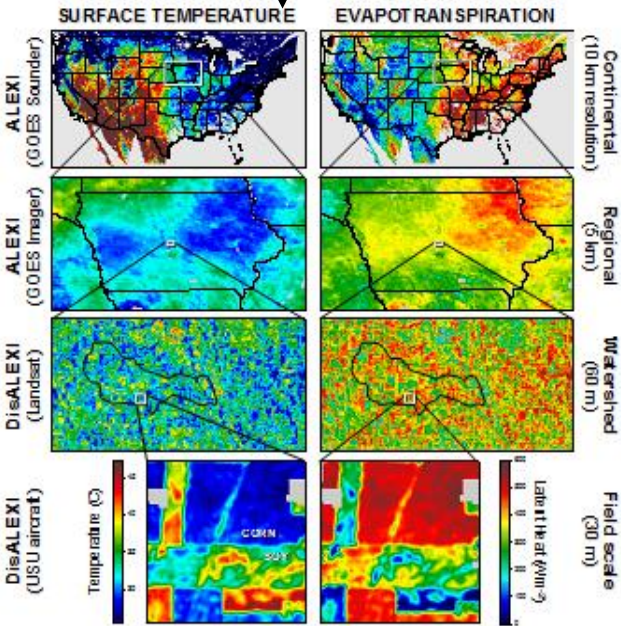 SURFACE TEMPERATURE
EVAPOTRANSPIRATION
ALEXI
(GOES Sounder)
Continental
(10 km resolution)
ALEXI
(GOES Imager)
Regional
(5 km)
DisALEXI
(Landsat)
Watershed
(60 m)
DisALEXI
(USU aircraft)
Temperature (C)
CORN
SOY
Latent Heat (Wm-2)
Field scale
(30 m)